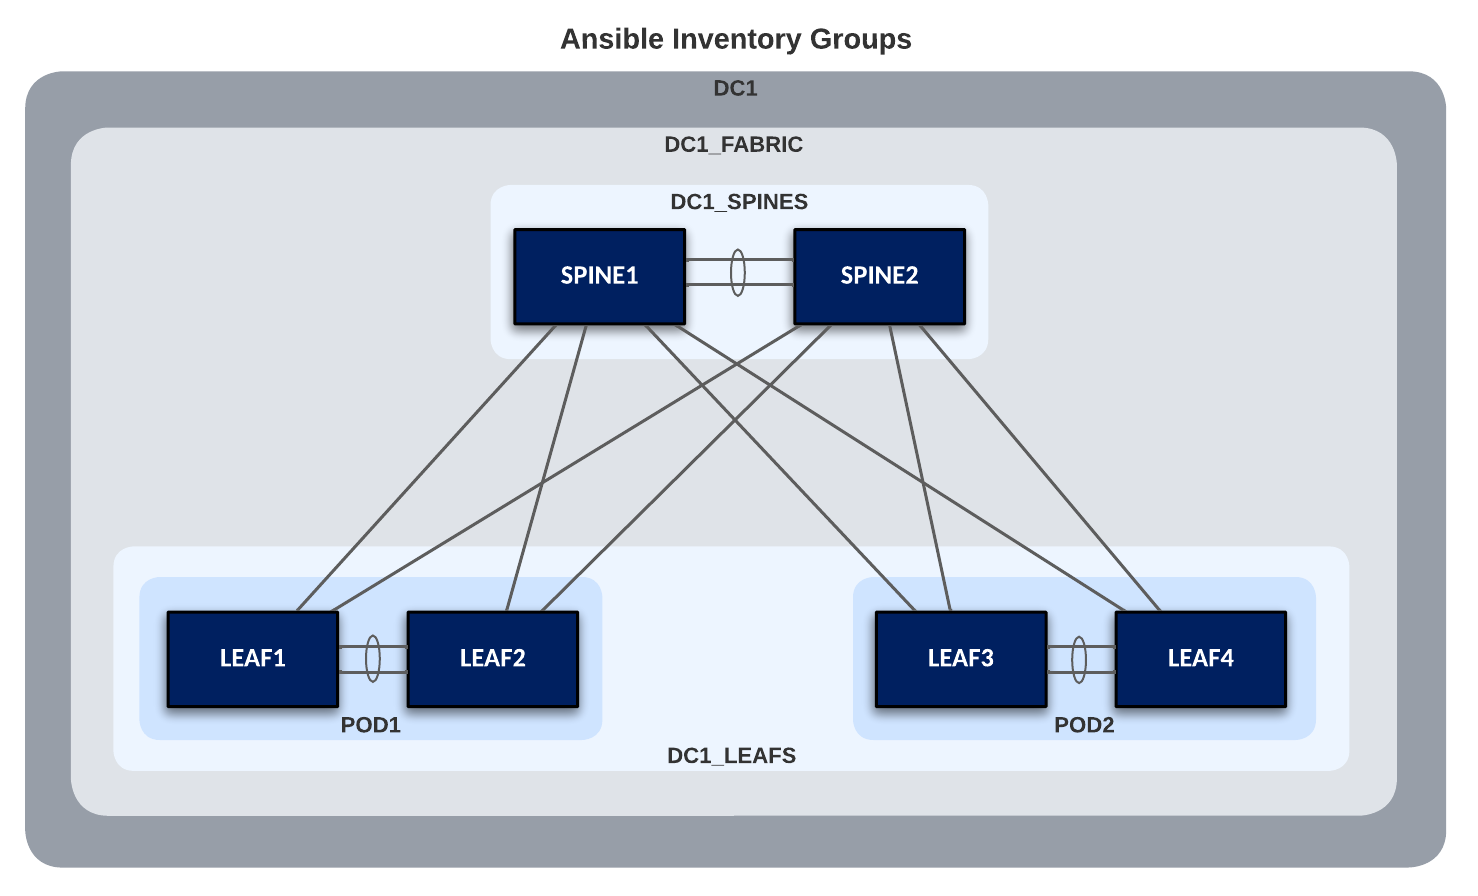 Ansible Inventory Groups
DC1
DC1_FABRIC
DC1_SPINES
SPINE1
SPINE2
LEAF1
LEAF2
LEAF3
LEAF4
POD1
POD2
DC1_LEAFS